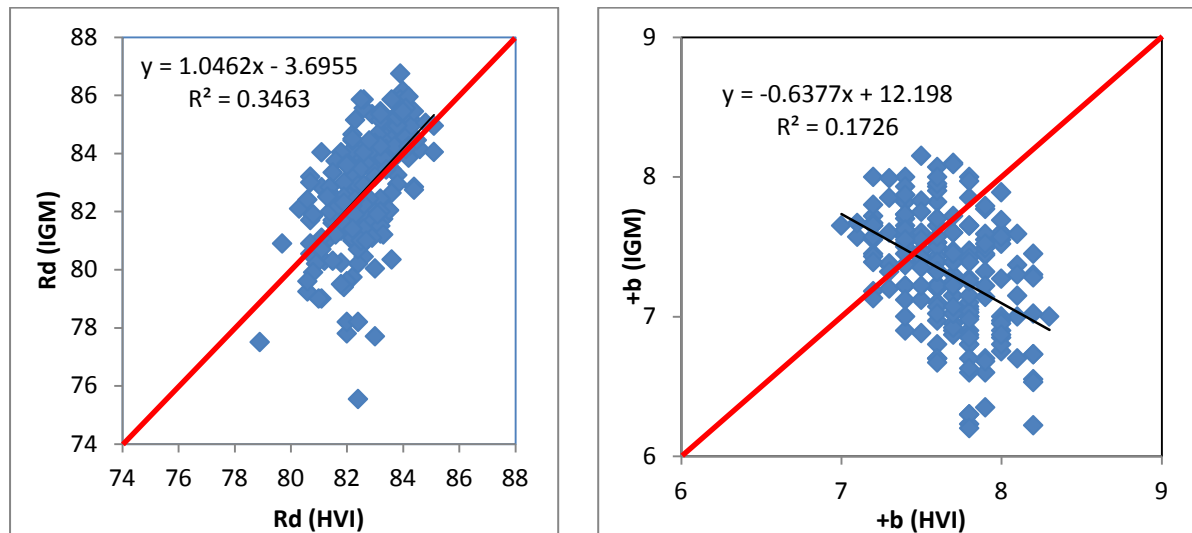 y = 1.0462x - 3.6955
R² = 0.3463
88
86
84
82
80
78
76
74
Rd (IGM)
74 76 78 80 82 84 86 88
Rd (HVI)
y = -0.6377x + 12.198
R² = 0.1726
9
8
7
6
+b (IGM)
6 7 8 9
+b (HVI)